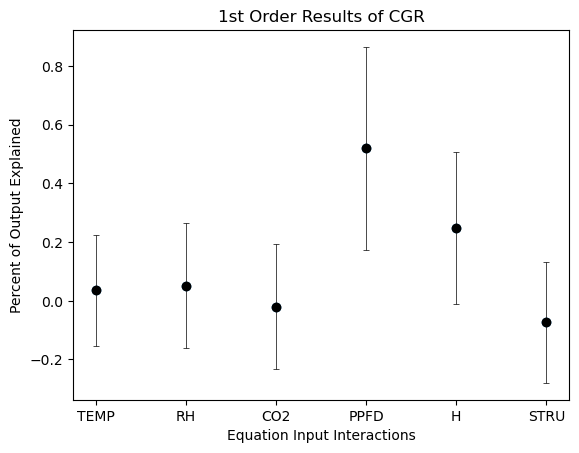 1st Order Results of CGR
Percent of Output Explained
0.8
0.6
0.4
0.2
0.0
−0.2
TEMP RH CO2 PPFD H STRU
Equation Input Interactions